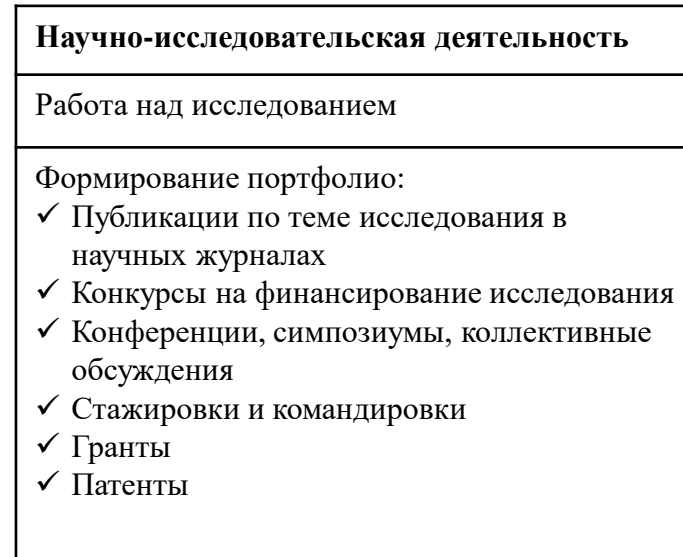 Научно-исследовательская деятельность
Работа над исследованием
Формирование портфолио:
✓ Публикации по теме исследования в
научных журналах
✓ Конкурсы на финансирование исследования
✓ Конференции, симпозиумы, коллективные
обсуждения
✓ Стажировки и командировки
✓ Гранты
✓ Патенты